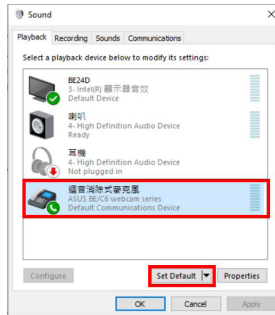 Sound
Playback Recording Sounds Communications
Select a playback device below to modify its settings:
BE24D
3- Intel(R) 顯示器音效
Default Device
喇叭
4- High Definition Audio Device
Ready
耳機
4- High Definition Audio Device
Not plugged in
迴音消除式麥克風
ASUS BE/C6 webcam series
Default Communications Device
Configure Set Default Properties
OK Cancel Apply